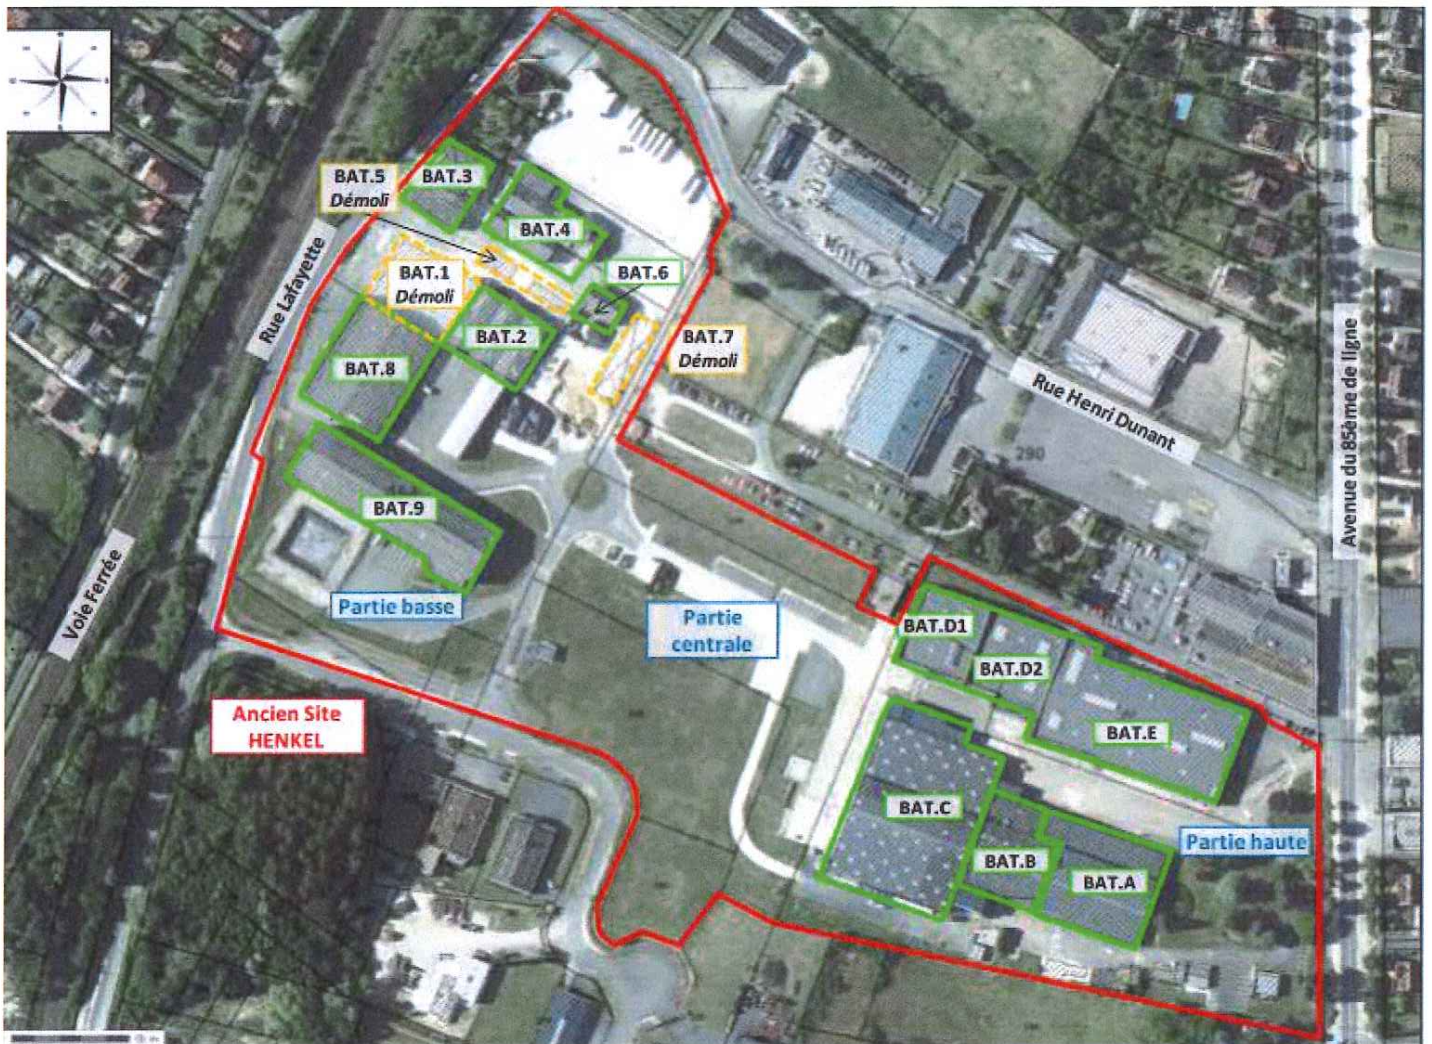 BAT.5
Démoli
BAT.3
BAT.4
BAT.1
Démoli
BAT.6
BAT.2
BAT.7
Démoli
BAT.8
BAT.9
Rue Lafayette
Voie Ferrée
Rue Henri Dunant
290
Avenue du 85ème de ligne
Partie basse
Partie
centrale
Ancien Site
HENKEL
BAT.D1
BAT.D2
BAT.E
BAT.C
BAT.B
BAT.A
Partie haute